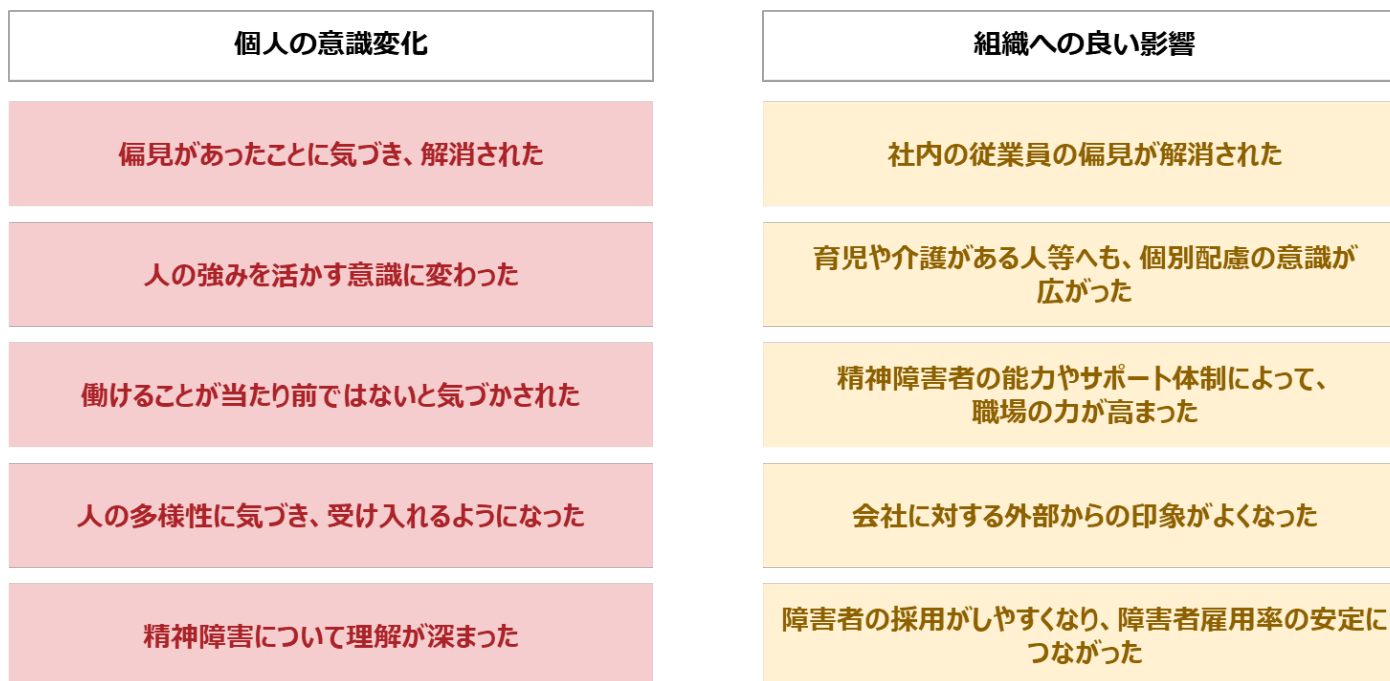 個人の意識変化
偏見があったことに気づき、解消された
人の強みを活かす意識に変わった
働けることが当たり前ではないと気づかされた
人の多様性に気づき、受け入れるようになった
精神障害について理解が深まった
組織への良い影響
社内の従業員の偏見が解消された
育児や介護がある人等へも、個別配慮の意識が
広がった
精神障害者の能力やサポート体制によって、
職場の力が高まった
会社に対する外部からの印象がよくなった
障害者の採用がしやすくなり、障害者雇用率の安定に
つながった